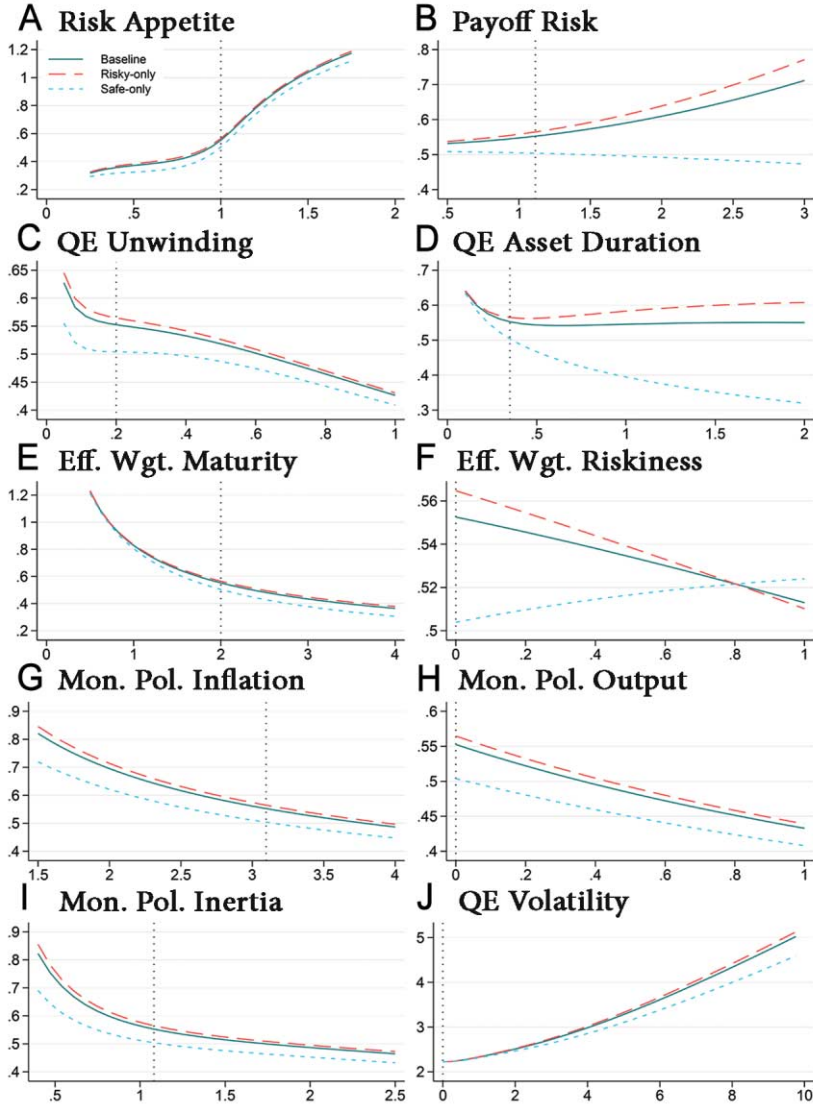 A Risk Appetite
Baseline
Risky-only
Safe-only
1.2
1
.8
.6
.4
.2
0 .5 1 1.5 2
B Payoff Risk
.8
.7
.6
.5
.4
.5 1 1.5 2 2.5 3
C QE Unwinding
.65
.6
.55
.5
.45
.4
0 .2 .4 .6 .8 1
D QE Asset Duration
.7
.6
.5
.4
.3
0 .5 1 1.5 2
E Eff. Wgt. Maturity
1.2
1
.8
.6
.4
.2
0 1 2 3 4
F Eff. Wgt. Riskiness
.56
.54
.52
.5
0 .2 .4 .6 .8 1
G Mon. Pol. Inflation
.9
.8
.7
.6
.5
.4
1.5 2 2.5 3 3.5 4
H Mon. Pol. Output
.6
.55
.5
.45
.4
0 .2 .4 .6 .8 1
I Mon. Pol. Inertia
.9
.8
.7
.6
.5
.4
.5 1 1.5 2 2.5
J QE Volatility
5
4
3
2
0 2 4 6 8 10